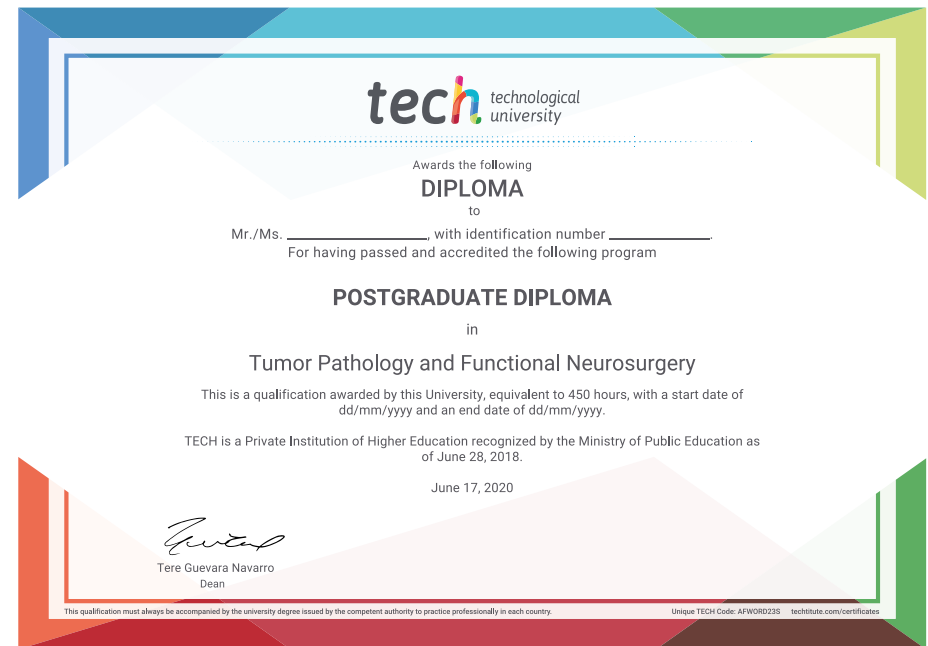 tech technological
university
Awards the following
DIPLOMA
to
Mr./Ms. ____________________, with identification number ______________.
For having passed and accredited the following program
POSTGRADUATE DIPLOMA
in
Tumor Pathology and Functional Neurosurgery
This is a qualification awarded by this University, equivalent to 450 hours, with a start date of
dd/mm/yyyy and an end date of dd/mm/yyyy.
TECH is a Private Institution of Higher Education recognized by the Ministry of Public Education as
of June 28, 2018.
June 17, 2020
Tere Guevara Navarro
Dean
This qualification must always be accompanied by the university degree issued by the competent authority to practice professionally in each country.
Unique TECH Code: AFWORD23S techtitute.com/certificates